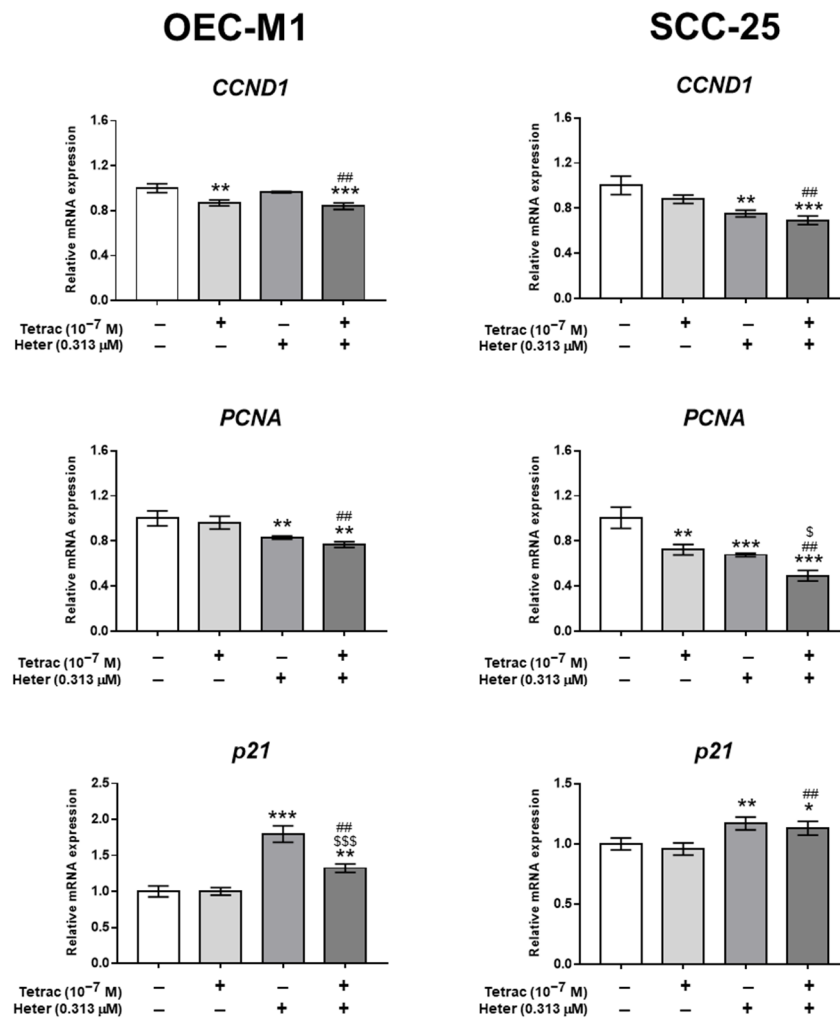 OEC-M1
SCC-25
CCND1
Relative mRNA expression
1.6
1.2
0.8
0.4
0.0
**
##
***
Tetrac (10⁻⁷ M) – + – +
Heter (0.313 μM) – – + +
CCND1
Relative mRNA expression
1.6
1.2
0.8
0.4
0.0
**
##
***
Tetrac (10⁻⁷ M) – + – +
Heter (0.313 μM) – – + +
PCNA
Relative mRNA expression
1.6
1.2
0.8
0.4
0.0
**
##
**
Tetrac (10⁻⁷ M) – + – +
Heter (0.313 μM) – – + +
PCNA
Relative mRNA expression
1.6
1.2
0.8
0.4
0.0
**
***
$
##
***
Tetrac (10⁻⁷ M) – + – +
Heter (0.313 μM) – – + +
p21
Relative mRNA expression
2.5
2.0
1.5
1.0
0.5
0.0
***
##
$$$
**
Tetrac (10⁻⁷ M) – + – +
Heter (0.313 μM) – – + +
p21
Relative mRNA expression
1.5
1.0
0.5
0.0
**
##
*
Tetrac (10⁻⁷ M) – + – +
Heter (0.313 μM) – – + +